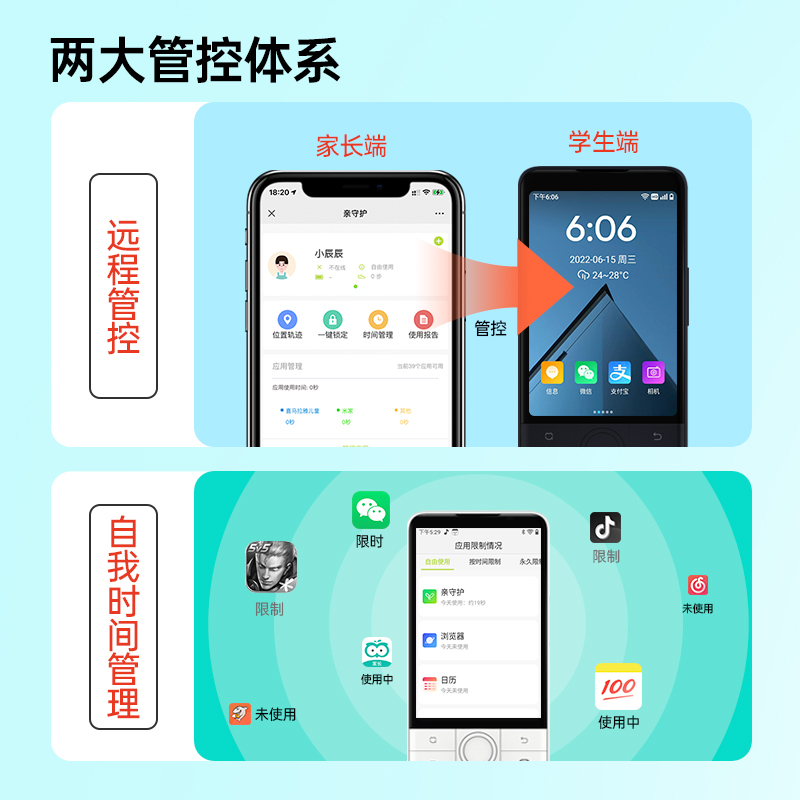 两大管控体系
远程管控
家长端
学生端
18:20
亲守护
小辰辰
不在线
自由使用
--
0 步
位置轨迹
一键锁定
时间管理
使用报告
应用管理
当前39个应用可用
应用使用时间: 0秒
喜马拉雅儿童
米家
其他
0秒
0秒
0秒
管控
下午6:06
6:06
2022-06-15 周三
24~28°C
信息
微信
支付宝
相机
自我时间管理
限时
5V5
限制
家长
使用中
未使用
下午5:29
应用限制情况
自由使用
按时间限制
永久限制
亲守护
今天使用：约19秒
浏览器
今天未使用
日历
今天未使用
限制
未使用
100
使用中